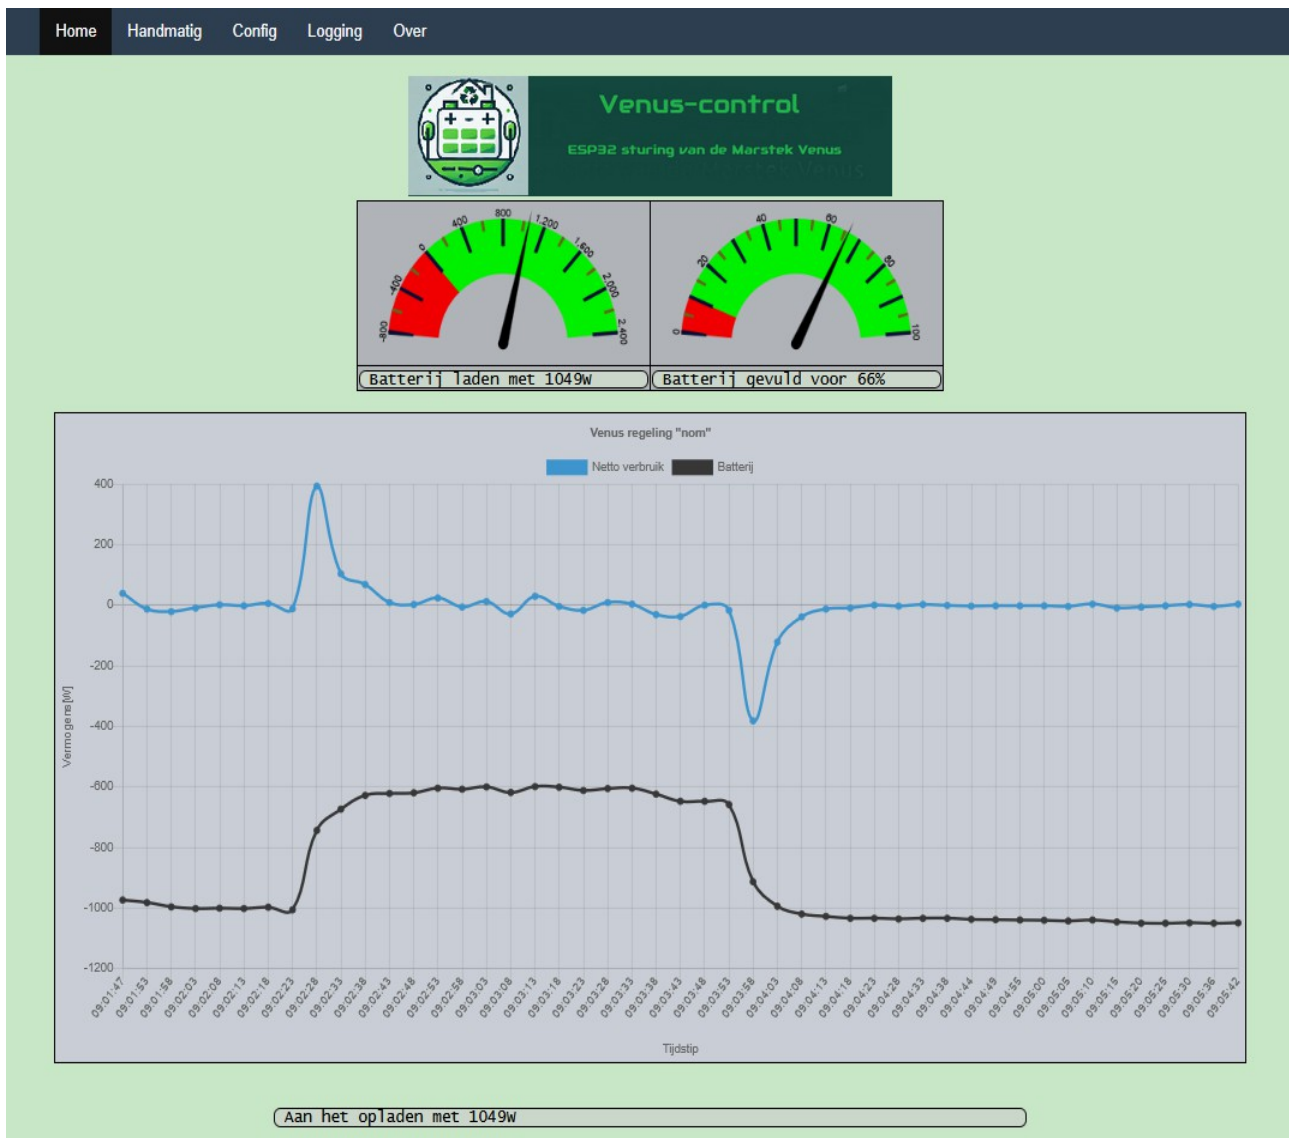 Home Handmatig Config Logging Over
Venus-control
ESP32 sturing van de Marstek Venus
-800 -400 0 400 800 1,200 1,600 2,000 2,400
0 20 40 60 80 100
Batterij laden met 1049W
Batterij gevuld voor 66%
Venus regeling "nom"
Netto verbruik Batterij
400
200
0
-200
-400
-600
-800
-1000
-1200
Vermogens[W]
09:01:47 09:01:53 09:01:58 09:02:03 09:02:08 09:02:13 09:02:18 09:02:23 09:02:28 09:02:33 09:02:38 09:02:43 09:02:48 09:02:53 09:02:58 09:03:03 09:03:08 09:03:13 09:03:18 09:03:23 09:03:28 09:03:33 09:03:38 09:03:43 09:03:48 09:03:53 09:03:58 09:04:03 09:04:08 09:04:13 09:04:18 09:04:23 09:04:28 09:04:33 09:04:38 09:04:44 09:04:49 09:04:55 09:05:00 09:05:05 09:05:10 09:05:15 09:05:20 09:05:25 09:05:30 09:05:36 09:05:42
Tijdstip
Aan het opladen met 1049W